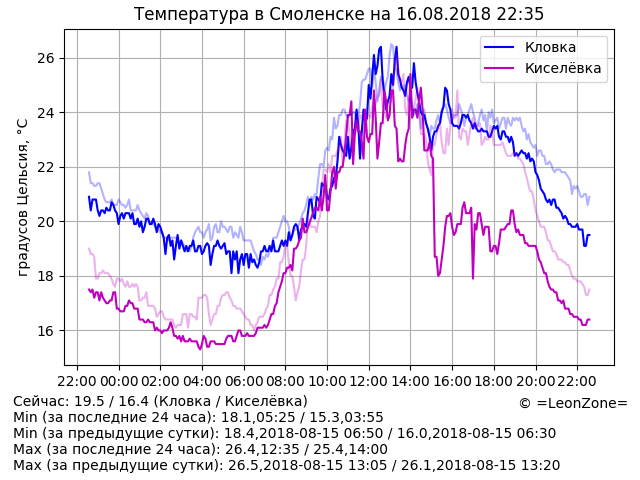 Температура в Смоленске на 16.08.2018 22:35
Кловка
Киселёвка
градусов Цельсия, °C
26
24
22
20
18
16
22:00 00:00 02:00 04:00 06:00 08:00 10:00 12:00 14:00 16:00 18:00 20:00 22:00
Сейчас: 19.5 / 16.4 (Кловка / Киселёвка)
© =LeonZone=
Min (за последние 24 часа): 18.1,05:25 / 15.3,03:55
Min (за предыдущие сутки): 18.4,2018-08-15 06:50 / 16.0,2018-08-15 06:30
Max (за последние 24 часа): 26.4,12:35 / 25.4,14:00
Max (за предыдущие сутки): 26.5,2018-08-15 13:05 / 26.1,2018-08-15 13:20